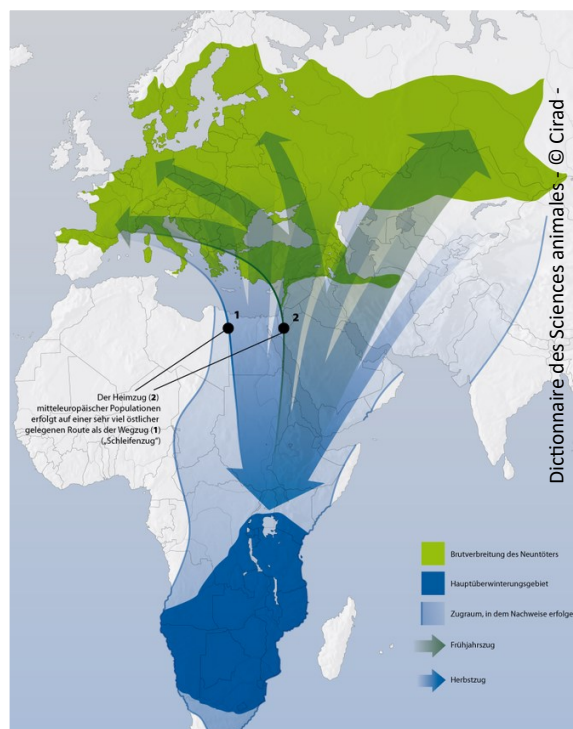 Dictionnaire des Sciences animales - © Cirad -
1
2
Der Heimzug (2)
mitteleuropäischer Populationen
erfolgt auf einer sehr viel östlicher
gelegenen Route als der Wegzug (1)
(„Schleifenzug“)
Brutverbreitung des Neuntöters
Hauptüberwinterungsgebiet
Zugraum, in dem Nachweise erfolge
Frühjahrszug
Herbstzug